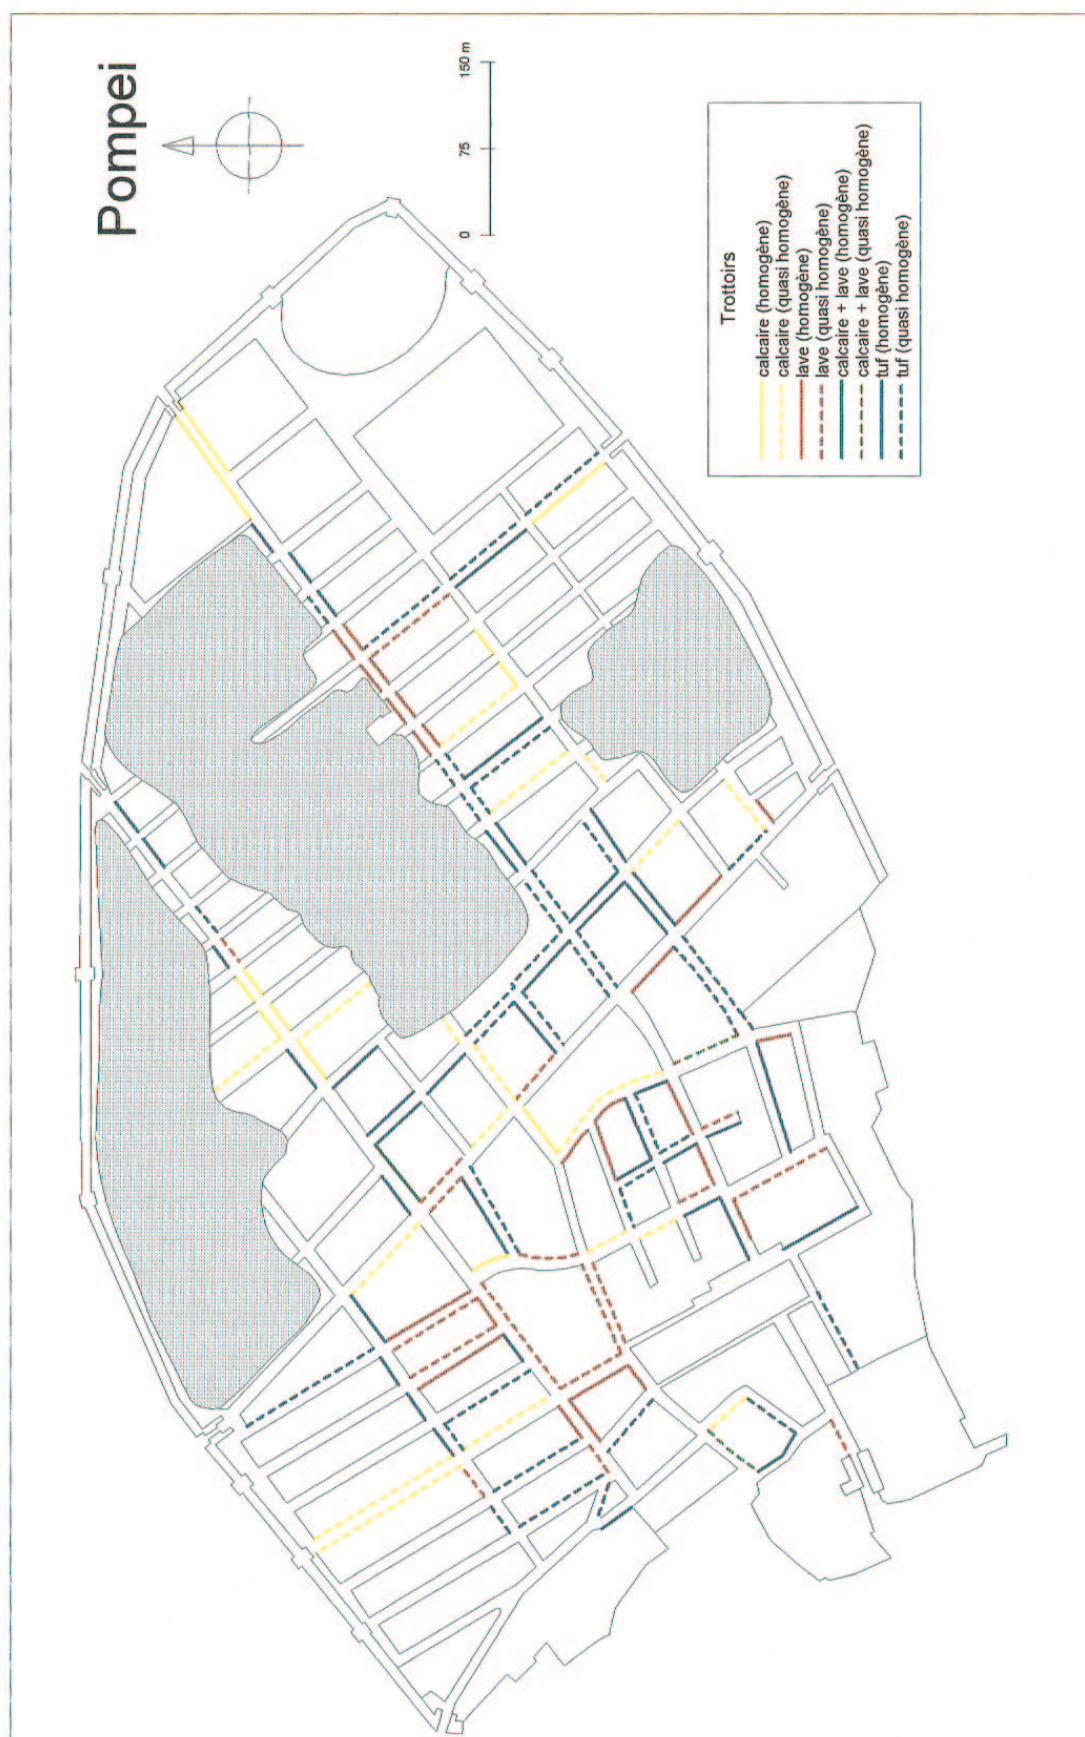 Pompei
0 75 150 m
Trottoirs
calcaire (homogène)
calcaire (quasi homogène)
lave (homogène)
lave (quasi homogène)
calcaire + lave (homogène)
calcaire + lave (quasi homogène)
tuf (homogène)
tuf (quasi homogène)